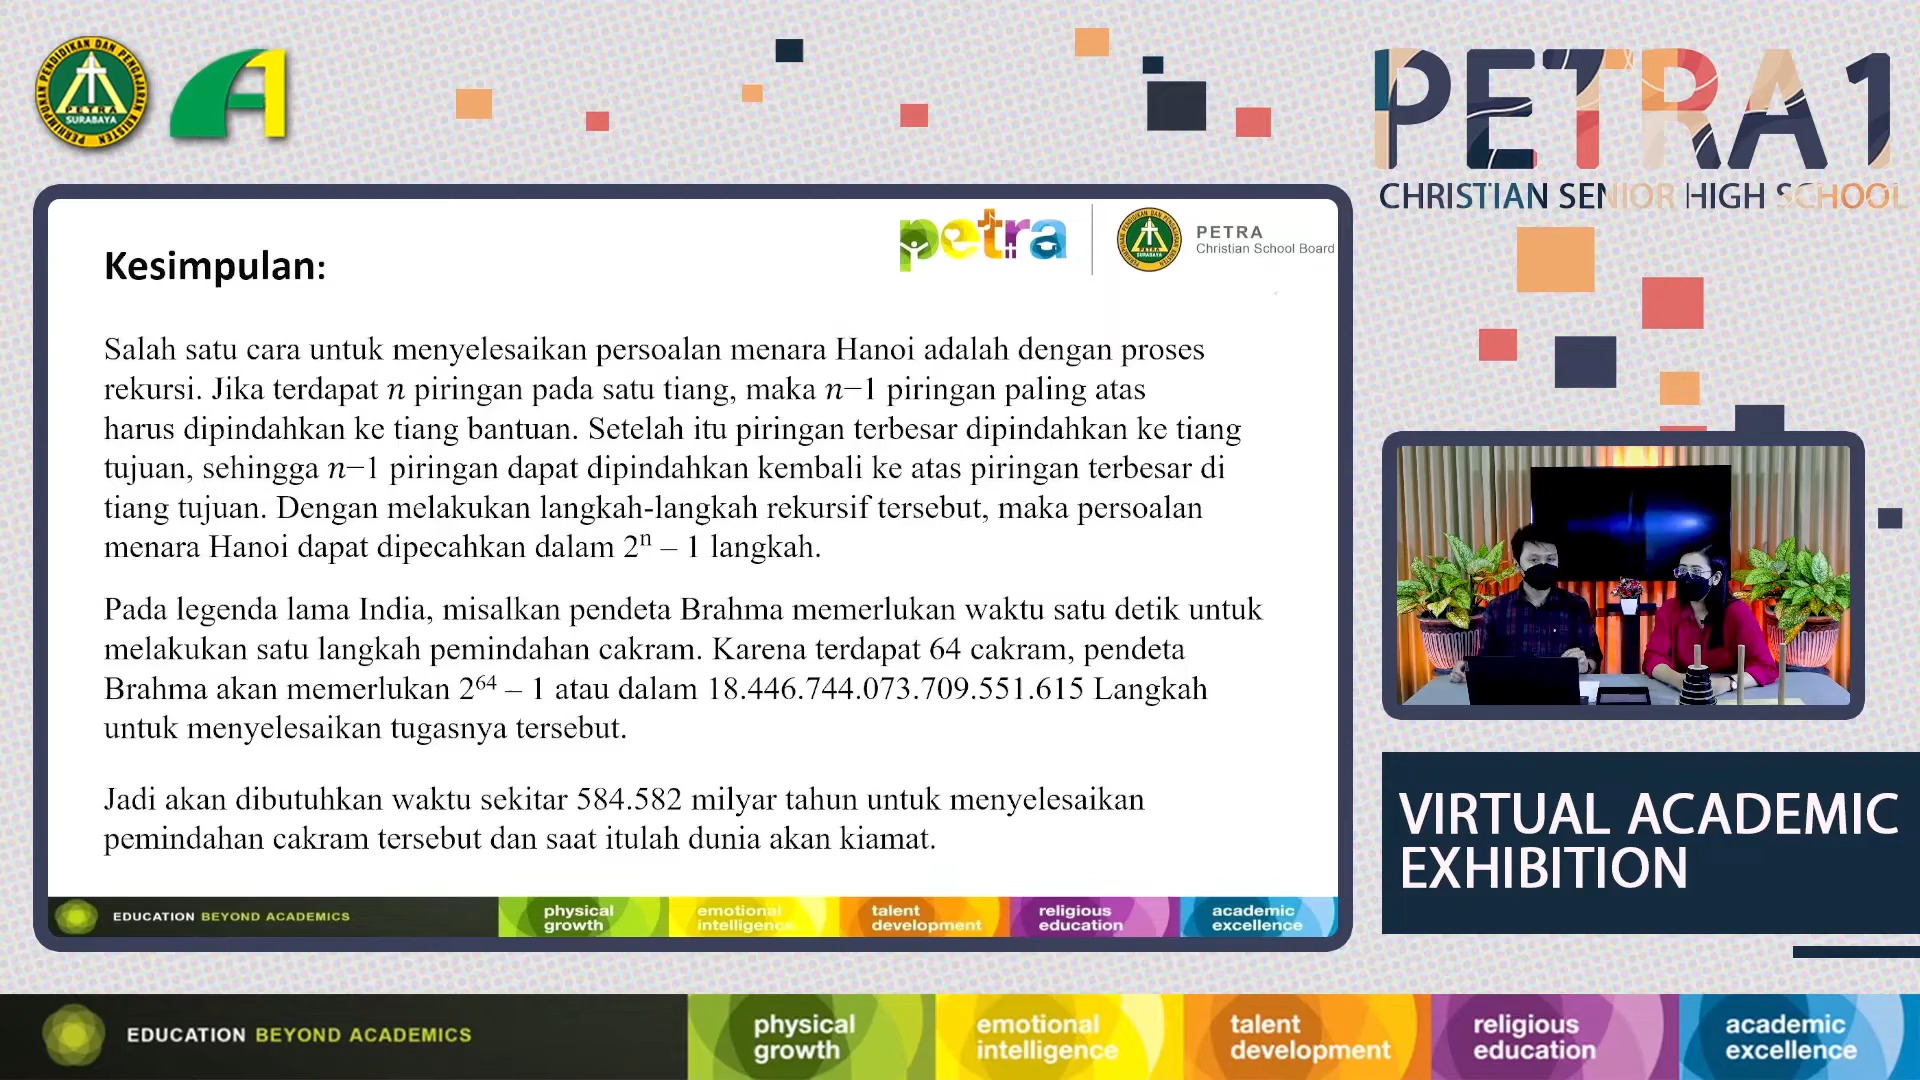 PERHIMPUNAN PENDIDIKAN DAN PENGAJARAN KRISTEN
PETRA
SURABAYA
A1
PETRA 1
CHRISTIAN SENIOR HIGH SCHOOL
petra
PETRA
Christian School Board
Kesimpulan:
Salah satu cara untuk menyelesaikan persoalan menara Hanoi adalah dengan proses
rekursi. Jika terdapat n piringan pada satu tiang, maka n−1 piringan paling atas
harus dipindahkan ke tiang bantuan. Setelah itu piringan terbesar dipindahkan ke tiang
tujuan, sehingga n−1 piringan dapat dipindahkan kembali ke atas piringan terbesar di
tiang tujuan. Dengan melakukan langkah-langkah rekursif tersebut, maka persoalan
menara Hanoi dapat dipecahkan dalam 2ⁿ – 1 langkah.
Pada legenda lama India, misalkan pendeta Brahma memerlukan waktu satu detik untuk
melakukan satu langkah pemindahan cakram. Karena terdapat 64 cakram, pendeta
Brahma akan memerlukan 2⁶⁴ – 1 atau dalam 18.446.744.073.709.551.615 Langkah
untuk menyelesaikan tugasnya tersebut.
Jadi akan dibutuhkan waktu sekitar 584.582 milyar tahun untuk menyelesaikan
pemindahan cakram tersebut dan saat itulah dunia akan kiamat.
EDUCATION BEYOND ACADEMICS
physical
growth
emotional
intelligence
talent
development
religious
education
academic
excellence
VIRTUAL ACADEMIC
EXHIBITION
EDUCATION BEYOND ACADEMICS
physical
growth
emotional
intelligence
talent
development
religious
education
academic
excellence